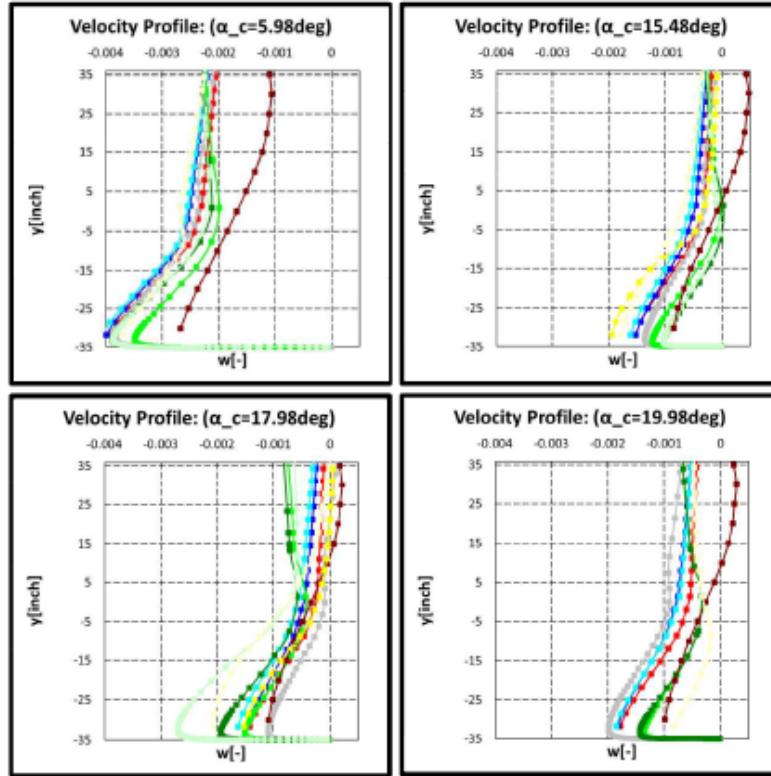 Velocity Profile: (α_c=5.98deg)
-0.004 -0.003 -0.002 -0.001 0
35
25
15
5
-5
-15
-25
-35
y[inch]
w[-]
Velocity Profile: (α_c=15.48deg)
-0.004 -0.003 -0.002 -0.001 0
35
25
15
5
-5
-15
-25
-35
y[inch]
w[-]
Velocity Profile: (α_c=17.98deg)
-0.004 -0.003 -0.002 -0.001 0
35
25
15
5
-5
-15
-25
-35
y[inch]
w[-]
Velocity Profile: (α_c=19.98deg)
-0.004 -0.003 -0.002 -0.001 0
35
25
15
5
-5
-15
-25
-35
y[inch]
w[-]